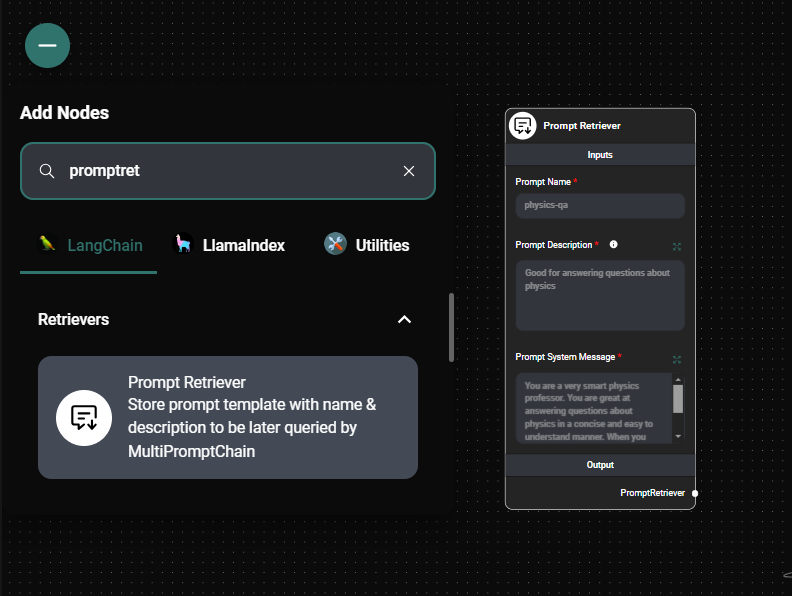 Add Nodes
promptret
LangChain
LlamaIndex
Utilities
Retrievers
Prompt Retriever
Store prompt template with name &
description to be later queried by
MultiPromptChain
Prompt Retriever
Inputs
Prompt Name *
physics-qa
Prompt Description *
Good for answering questions about
physics
Prompt System Message *
You are a very smart physics
professor. You are great at
answering questions about
physics in a concise and easy to
understand manner. When you
Output
PromptRetriever